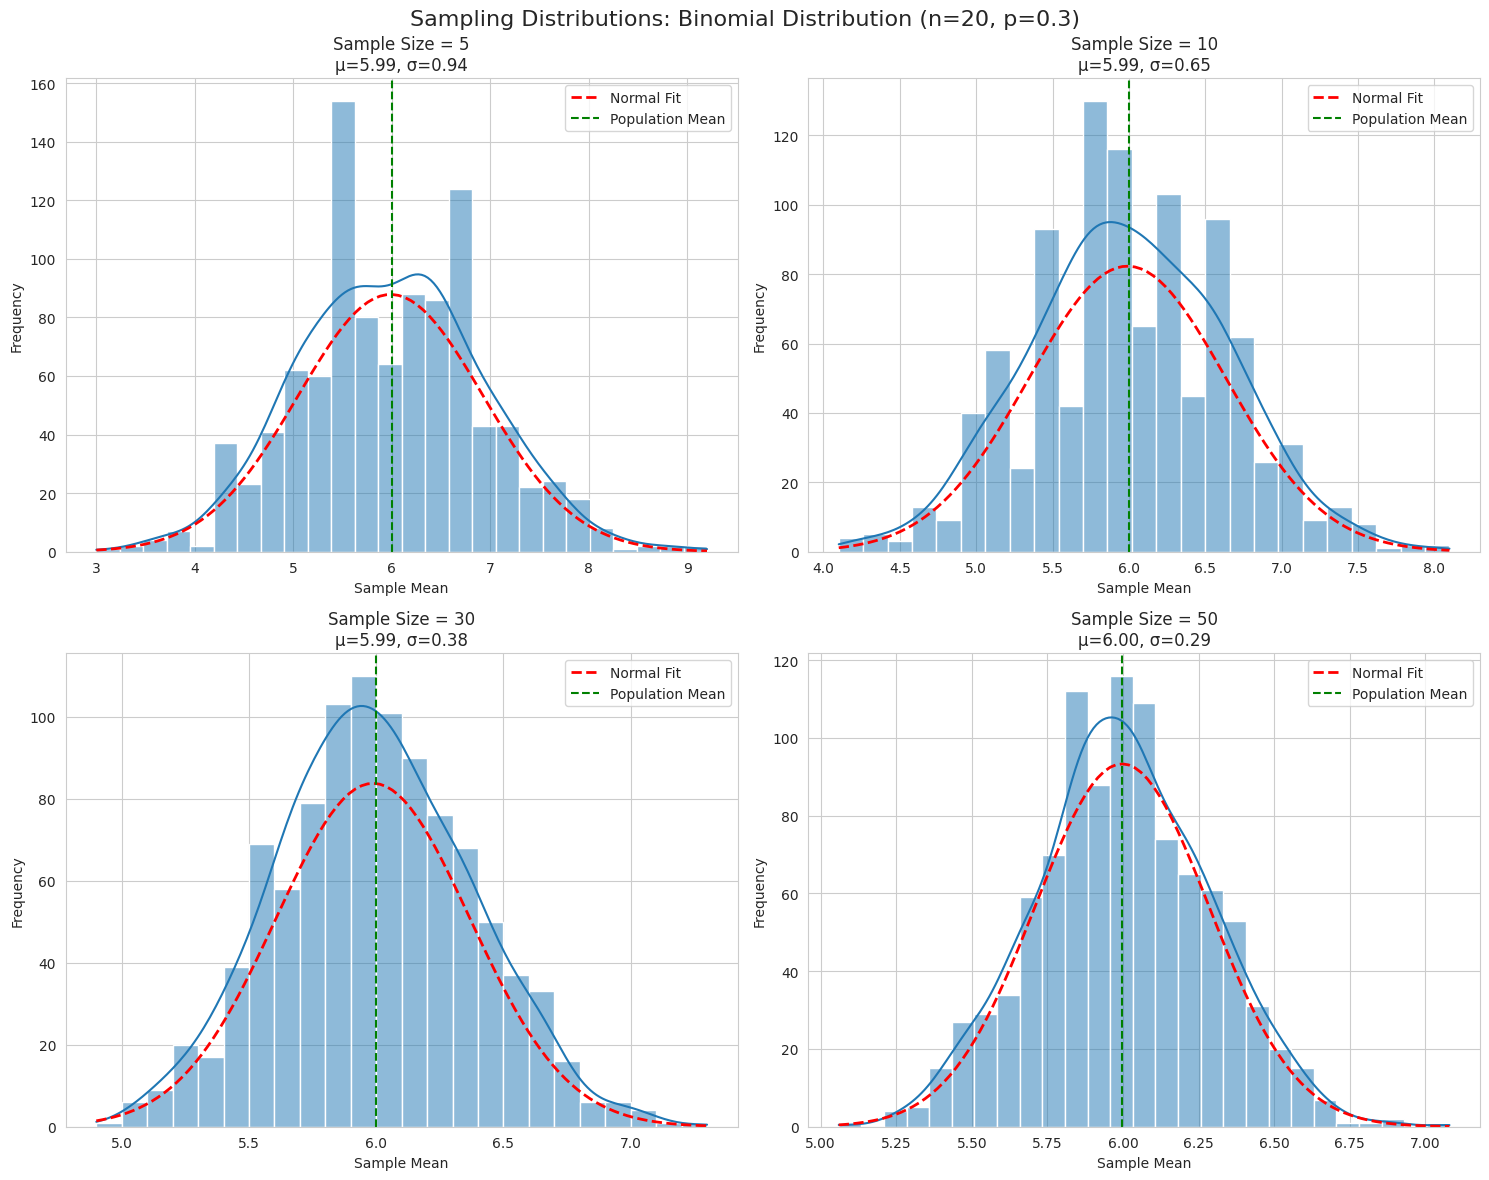 Sampling Distributions: Binomial Distribution (n=20, p=0.3)
Sample Size = 5
μ=5.99, σ=0.94
Normal Fit
Population Mean
160
140
120
100
80
60
40
20
0
Frequency
3
4
5
6
7
8
9
Sample Mean
Sample Size = 10
μ=5.99, σ=0.65
Normal Fit
Population Mean
120
100
80
60
40
20
0
Frequency
4.0
4.5
5.0
5.5
6.0
6.5
7.0
7.5
8.0
Sample Mean
Sample Size = 30
μ=5.99, σ=0.38
Normal Fit
Population Mean
100
80
60
40
20
0
Frequency
5.0
5.5
6.0
6.5
7.0
Sample Mean
Sample Size = 50
μ=6.00, σ=0.29
Normal Fit
Population Mean
120
100
80
60
40
20
0
Frequency
5.00
5.25
5.50
5.75
6.00
6.25
6.50
6.75
7.00
Sample Mean